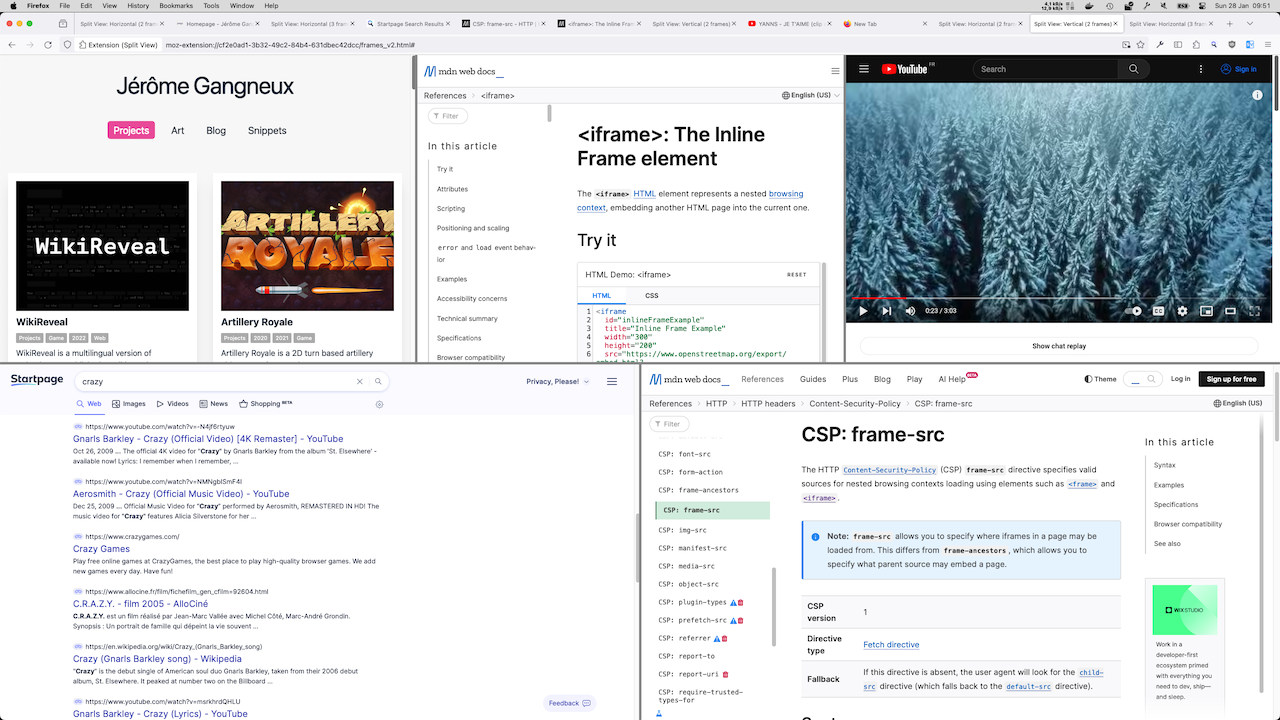 Firefox File Edit View History Bookmarks Tools Window Help
Sun 28 Jan 09:51
Split View: Horizontal (2 fram
Homepage - Jérôme Gan
Split View: Horizontal (3 fram
Startpage Search Results
CSP: frame-src - HTTP |
<iframe>: The Inline Fram
Split View: Vertical (2 frames)
YANNS - JE T'AIME (clip
New Tab
Split View: Horizontal (2 fram
Split View: Vertical (2 frames)
Split View: Horizontal (3 fram
Extension (Split View)
moz-extension://cf2e0ad1-3b32-49c2-84b4-631dbec42dcc/frames_v2.html#
Jérôme Gangneux
Projects Art Blog Snippets
WikiReveal
ARTILLERY
ROYALE
WikiReveal
Projects Game 2022 Web
WikiReveal is a multilingual version of
Artillery Royale
Projects 2020 2021 Game
Artillery Royale is a 2D turn based artillery
mdn web docs_
References > <iframe>
English (US)
Filter
In this article
Try it
Attributes
Scripting
Positioning and scaling
error and load event behav-
ior
Examples
Accessibility concerns
Technical summary
Specifications
Browser compatibility
<iframe>: The Inline
Frame element
The <iframe> HTML element represents a nested browsing
context, embedding another HTML page into the current one.
Try it
HTML Demo: <iframe>
RESET
HTML CSS
1 <iframe
2 id="inlineFrameExample"
3 title="Inline Frame Example"
4 width="300"
5 height="200"
6 src="https://www.openstreetmap.org/export/
embed.html?
YouTube FR
Search
Sign in
0:23 / 3:03
Show chat replay
Startpage
crazy
Privacy, Please!
Web Images Videos News Shopping BETA
https://www.youtube.com/watch?v=-N4jf6rtyuw
Gnarls Barkley - Crazy (Official Video) [4K Remaster] - YouTube
Oct 26, 2009 ... The official 4K video for "Crazy" by Gnarls Barkley from the album 'St. Elsewhere' -
available now! Lyrics: I remember when I remember, ...
https://www.youtube.com/watch?v=NMNgbISmF4I
Aerosmith - Crazy (Official Music Video) - YouTube
Dec 25, 2009 ... Official Music Video for "Crazy" performed by Aerosmith, REMASTERED IN HD! The
music video for "Crazy" features Alicia Silverstone for her ...
https://www.crazygames.com/
Crazy Games
Play free online games at CrazyGames, the best place to play high-quality browser games. We add
new games every day. Have fun!
https://www.allocine.fr/film/fichefilm_gen_cfilm=92604.html
C.R.A.Z.Y. - film 2005 - AlloCiné
C.R.A.Z.Y. est un film réalisé par Jean-Marc Vallée avec Michel Côté, Marc-André Grondin.
Synopsis : Un portrait de famille qui dépeint la vie souvent ...
https://en.wikipedia.org/wiki/Crazy_(Gnarls_Barkley_song)
Crazy (Gnarls Barkley song) - Wikipedia
"Crazy" is the debut single of American soul duo Gnarls Barkley, taken from their 2006 debut
album, St. Elsewhere. It peaked at number two on the Billboard ...
https://www.youtube.com/watch?v=msrkhrdQHLU
Gnarls Barkley - Crazy (Lyrics) - YouTube
Feedback
mdn web docs_
References Guides Plus Blog Play AI Help
Theme
Log in
Sign up for free
References > HTTP > HTTP headers > Content-Security-Policy > CSP: frame-src
English (US)
Filter
CSP: font-src
CSP: form-action
CSP: frame-ancestors
CSP: frame-src
CSP: img-src
CSP: manifest-src
CSP: media-src
CSP: object-src
CSP: plugin-types
CSP: prefetch-src
CSP: referrer
CSP: report-to
CSP: report-uri
CSP: require-trusted-
types-for
CSP: frame-src
The HTTP Content-Security-Policy (CSP) frame-src directive specifies valid
sources for nested browsing contexts loading using elements such as <frame> and
<iframe>.
Note: frame-src allows you to specify where iframes in a page may be
loaded from. This differs from frame-ancestors, which allows you to
specify what parent source may embed a page.
CSP
version
1
Directive
type
Fetch directive
Fallback
If this directive is absent, the user agent will look for the child-
src directive (which falls back to the default-src directive).
In this article
Syntax
Examples
Specifications
Browser compatibility
See also
WIX STUDIO
Work in a
developer-first
ecosystem primed
with everything you
need to dev, ship—
and sleep.